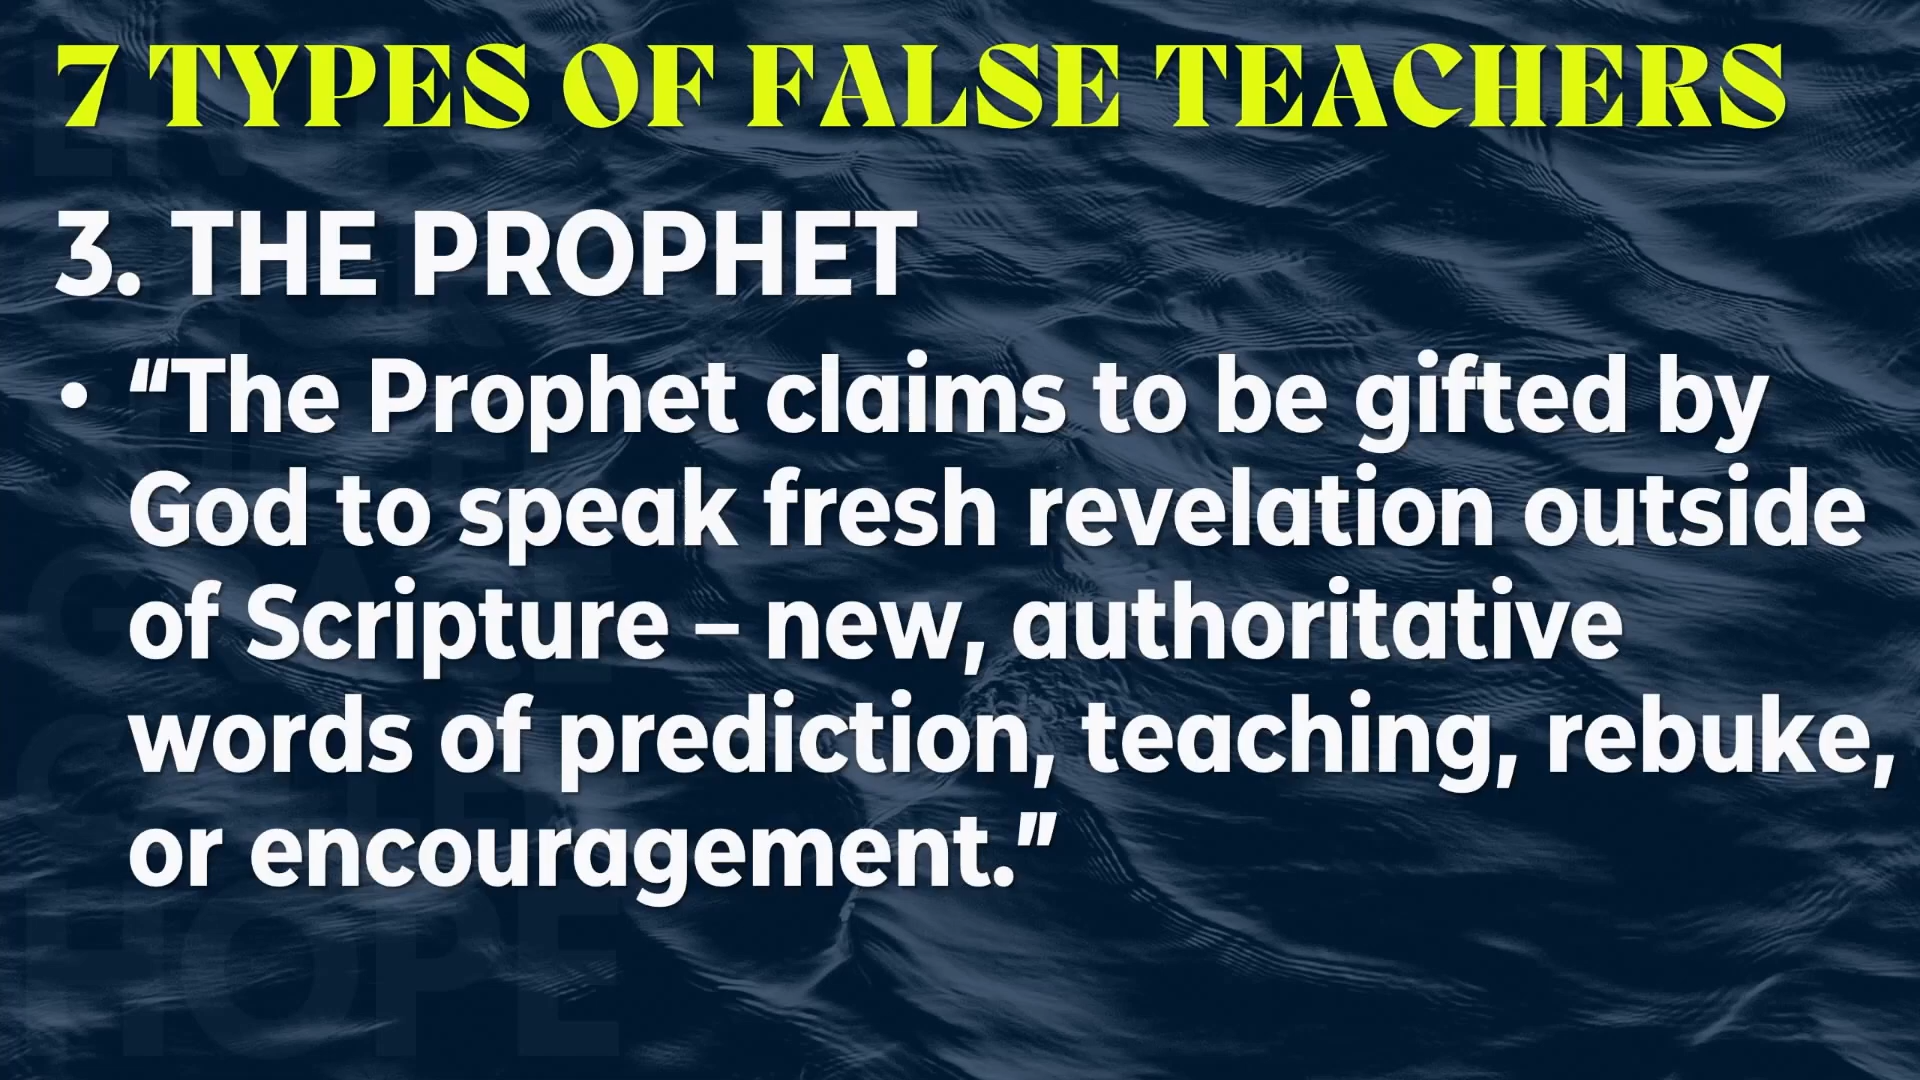 7 TYPES OF FALSE TEACHERS
3. THE PROPHET
• “The Prophet claims to be gifted by
God to speak fresh revelation outside
of Scripture – new, authoritative
words of prediction, teaching, rebuke,
or encouragement.”
HOPE